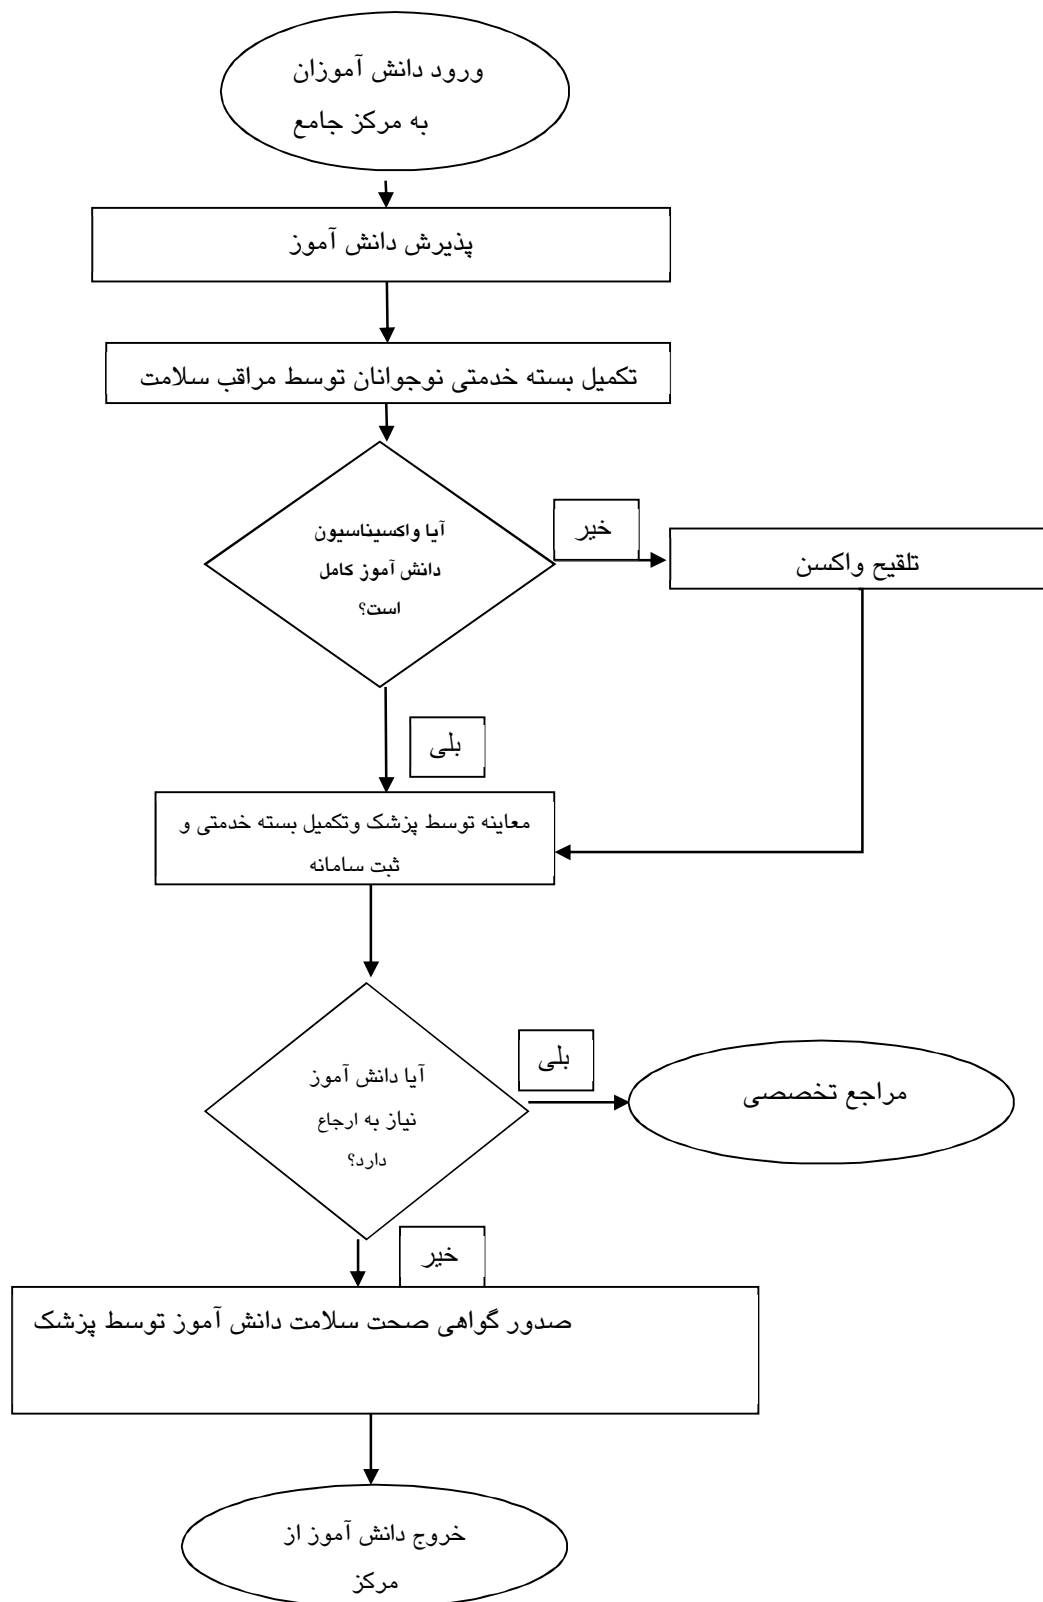 ورود دانش آموزان
به مرکز جامع
پذیرش دانش آموز
تکمیل بسته خدمتی نوجوانان توسط مراقب سلامت
آیا واکسیناسیون
دانش آموز کامل
است؟
خیر
تلقیح واکسن
بلی
معاینه توسط پزشک وتکمیل بسته خدمتی و
ثبت سامانه
آیا دانش آموز
نیاز به ارجاع
دارد؟
بلی
مراجع تخصصی
خیر
صدور گواهی صحت سلامت دانش آموز توسط پزشک
خروج دانش آموز از
مرکز